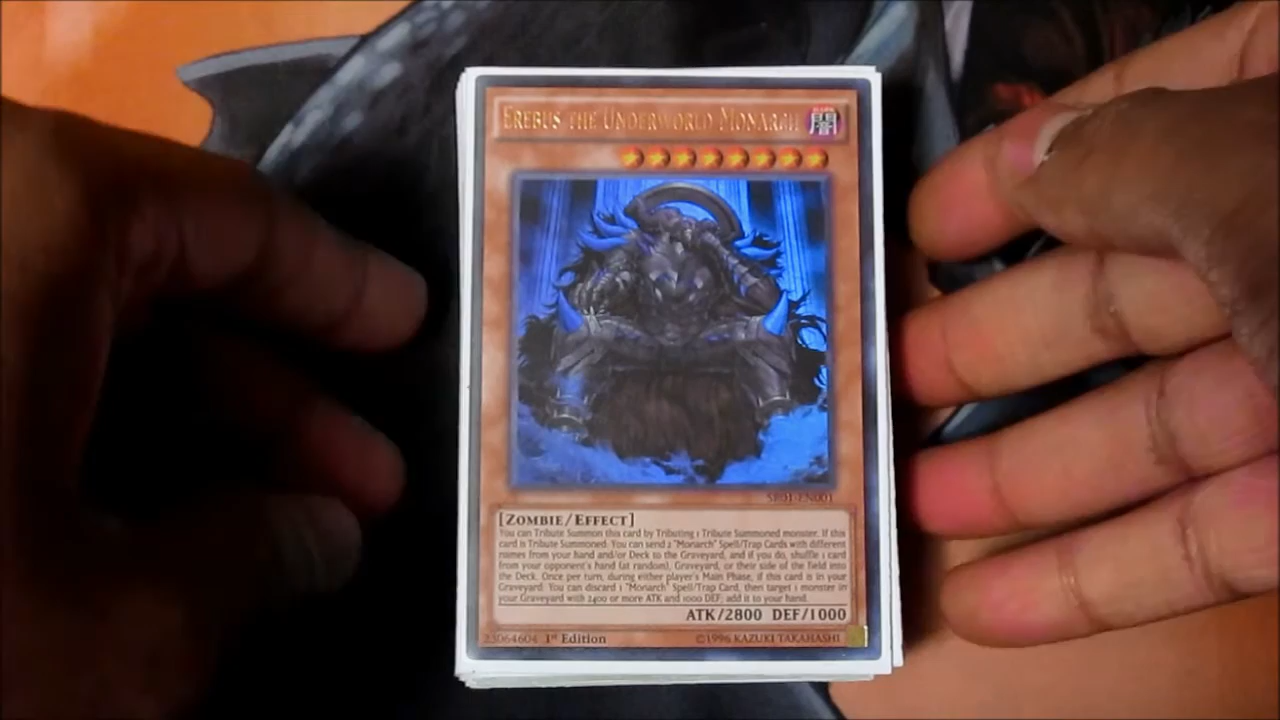 EREBUS THE UNDERWORLD MONARCH
SR01-EN001
[ZOMBIE/EFFECT]
You can Tribute Summon this card by Tributing 1 Tribute Summoned monster. If this
card is Tribute Summoned: You can send 2 "Monarch" Spell/Trap Cards with different
names from your hand and/or Deck to the Graveyard, and if you do, shuffle 1 card
from your opponent's hand (at random), Graveyard, or their side of the field into
the Deck. Once per turn, during either player's Main Phase, if this card is in your
Graveyard: You can discard 1 "Monarch" Spell/Trap Card, then target 1 monster in
your Graveyard with 2400 or more ATK and 1000 DEF; add it to your hand.
ATK/2800 DEF/1000
23064604 1st Edition ©1996 KAZUKI TAKAHASHI